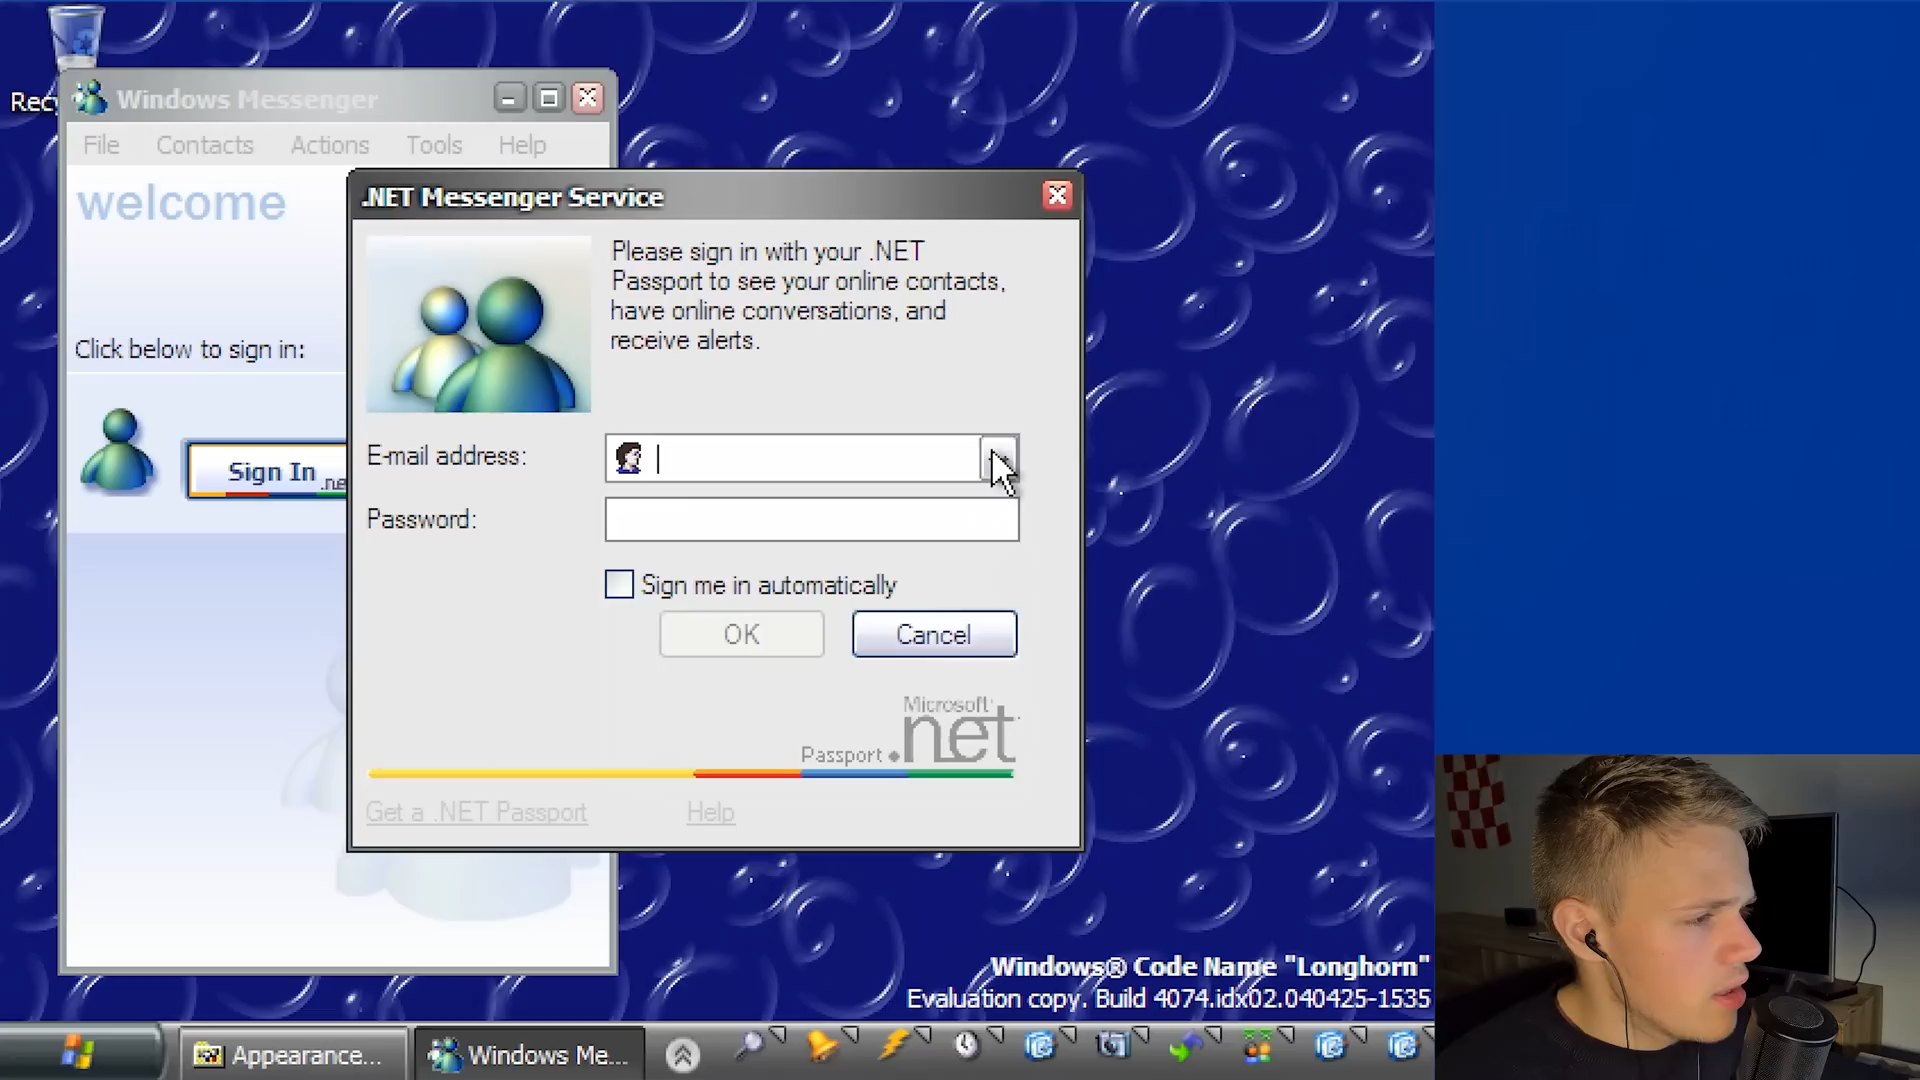 Windows Messenger
File Contacts Actions Tools Help
welcome
Click below to sign in:
Sign In
.NET Messenger Service
Please sign in with your .NET
Passport to see your online contacts,
have online conversations, and
receive alerts.
E-mail address:
Password:
Sign me in automatically
OK Cancel
Microsoft
Passport .net
Get a .NET Passport Help
Windows® Code Name "Longhorn"
Evaluation copy. Build 4074.idx02.040425-1535
Appearance... Windows Me...